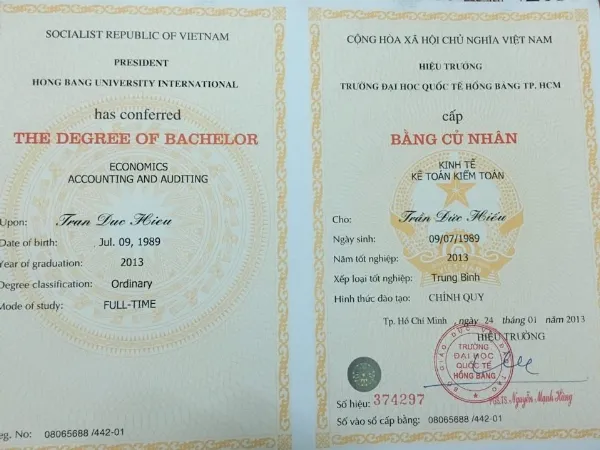 SOCIALIST REPUBLIC OF VIETNAM
PRESIDENT
HONG BANG UNIVERSITY INTERNATIONAL
has conferred
THE DEGREE OF BACHELOR
ECONOMICS
ACCOUNTING AND AUDITING
Upon: Tran Duc Hieu
Date of birth: Jul. 09, 1989
Year of graduation: 2013
Degree classification: Ordinary
Mode of study: FULL-TIME
eg. No: 08065688 /442-01
CỘNG HÒA XÃ HỘI CHỦ NGHĨA VIỆT NAM
HIỆU TRƯỞNG
TRƯỜNG ĐẠI HỌC QUỐC TẾ HỒNG BÀNG TP. HCM
cấp
BẰNG CỬ NHÂN
KINH TẾ
KẾ TOÁN KIỂM TOÁN
Cho: Trần Đức Hiếu
Ngày sinh: 09/07/1989
Năm tốt nghiệp: 2013
Xếp loại tốt nghiệp: Trung Bình
Hình thức đào tạo: CHÍNH QUY
Tp. Hồ Chí Minh, ngày 24 tháng 01 năm 2013
HIỆU TRƯỞNG
TRƯỜNG
ĐẠI HỌC
QUỐC TẾ
HỒNG BÀNG
Số hiệu: 374297
PGS.TS Nguyễn Mạnh Hùng
Số vào sổ cấp bằng: 08065688 /442-01